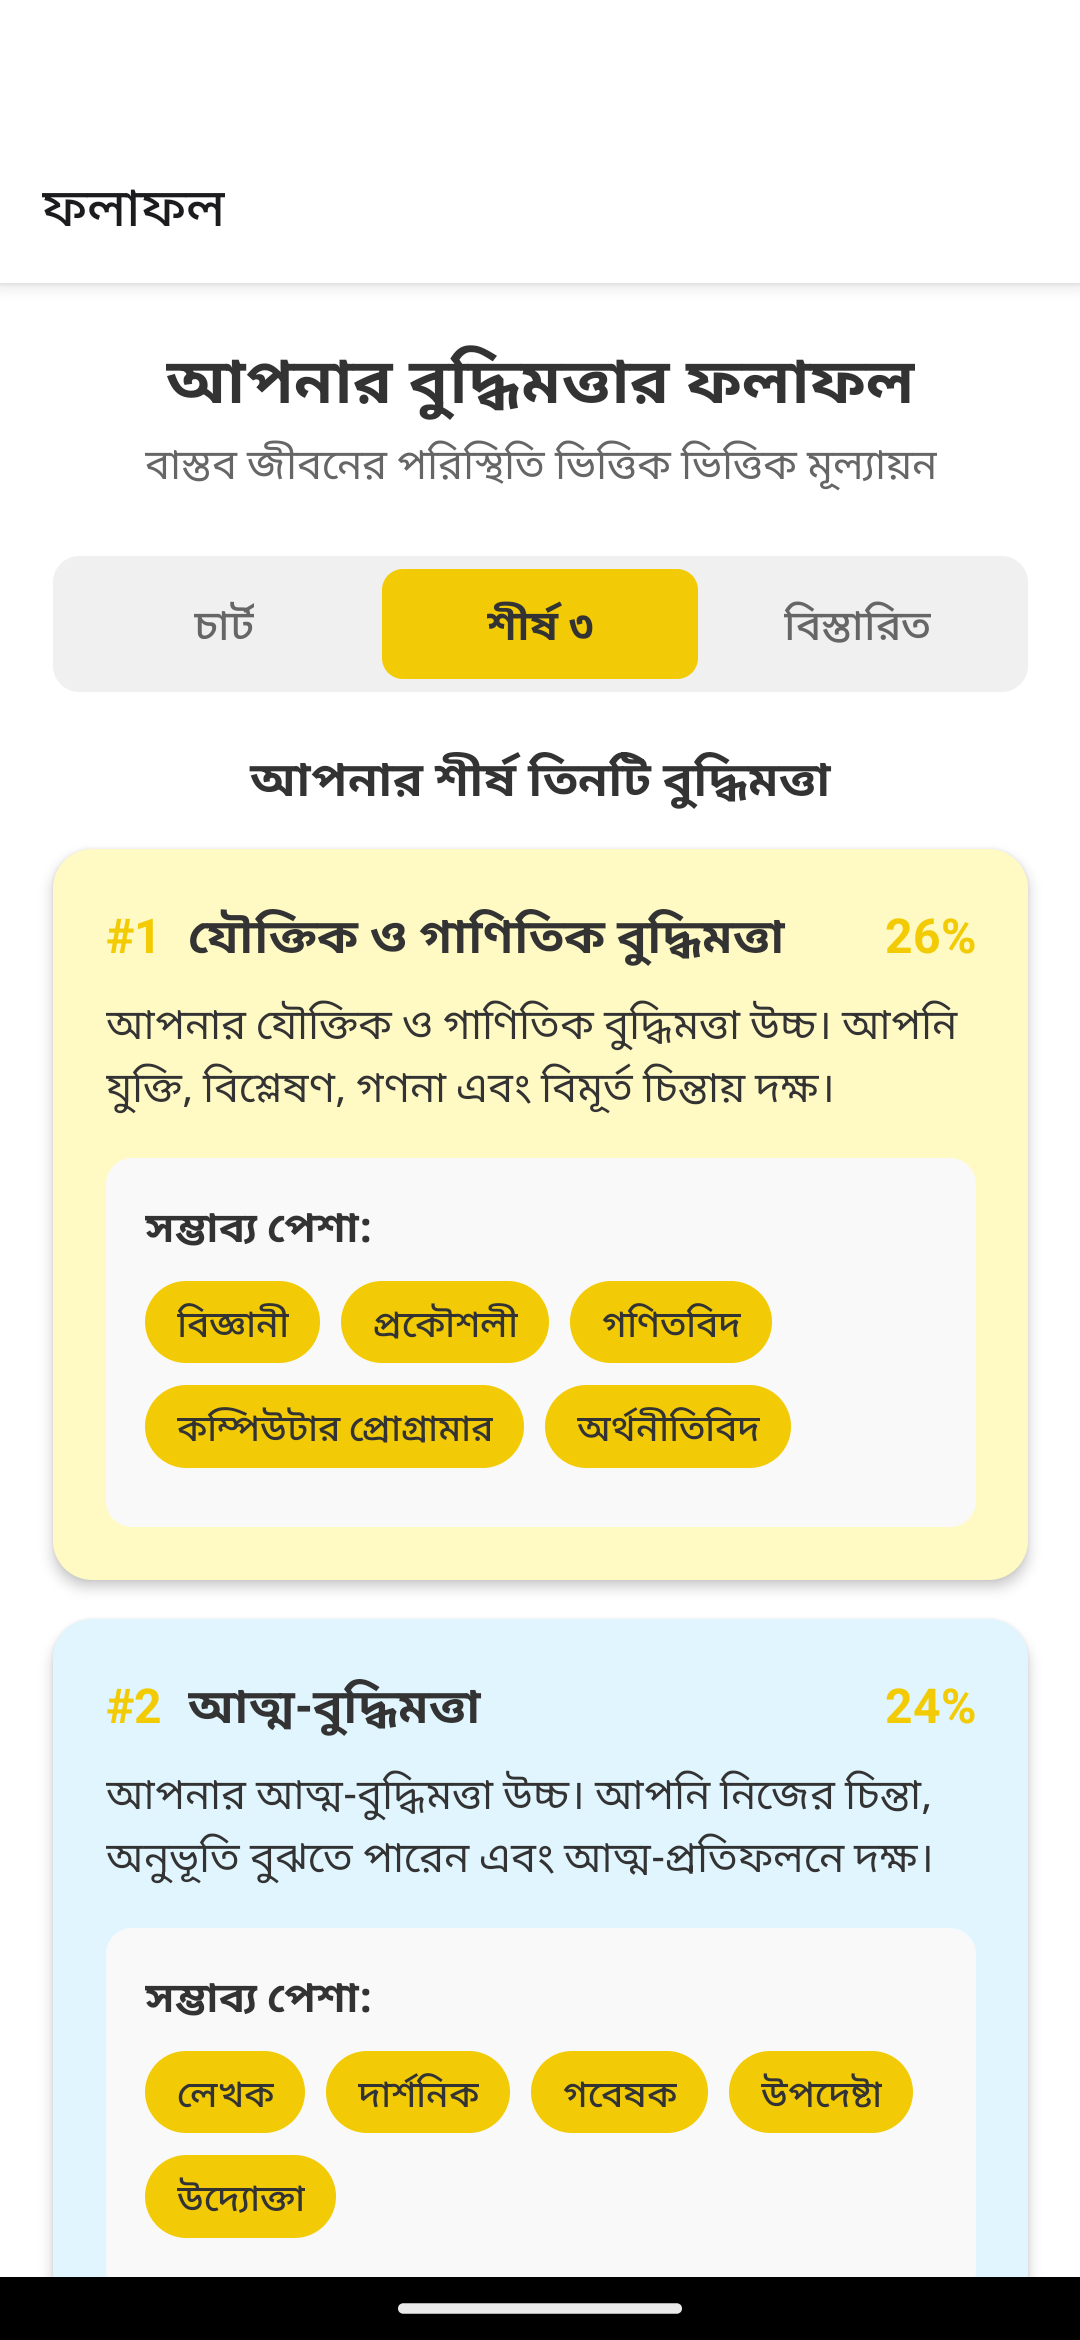 ফলাফল
আপনার বুদ্ধিমত্তার ফলাফল
বাস্তব জীবনের পরিস্থিতি ভিত্তিক ভিত্তিক মূল্যায়ন
চার্ট শীর্ষ ৩ বিস্তারিত
আপনার শীর্ষ তিনটি বুদ্ধিমত্তা
#1 যৌক্তিক ও গাণিতিক বুদ্ধিমত্তা 26%
আপনার যৌক্তিক ও গাণিতিক বুদ্ধিমত্তা উচ্চ। আপনি
যুক্তি, বিশ্লেষণ, গণনা এবং বিমূর্ত চিন্তায় দক্ষ।
সম্ভাব্য পেশা:
বিজ্ঞানী প্রকৌশলী গণিতবিদ
কম্পিউটার প্রোগ্রামার অর্থনীতিবিদ
#2 আত্ম-বুদ্ধিমত্তা 24%
আপনার আত্ম-বুদ্ধিমত্তা উচ্চ। আপনি নিজের চিন্তা,
অনুভূতি বুঝতে পারেন এবং আত্ম-প্রতিফলনে দক্ষ।
সম্ভাব্য পেশা:
লেখক দার্শনিক গবেষক উপদেষ্টা
উদ্যোক্তা